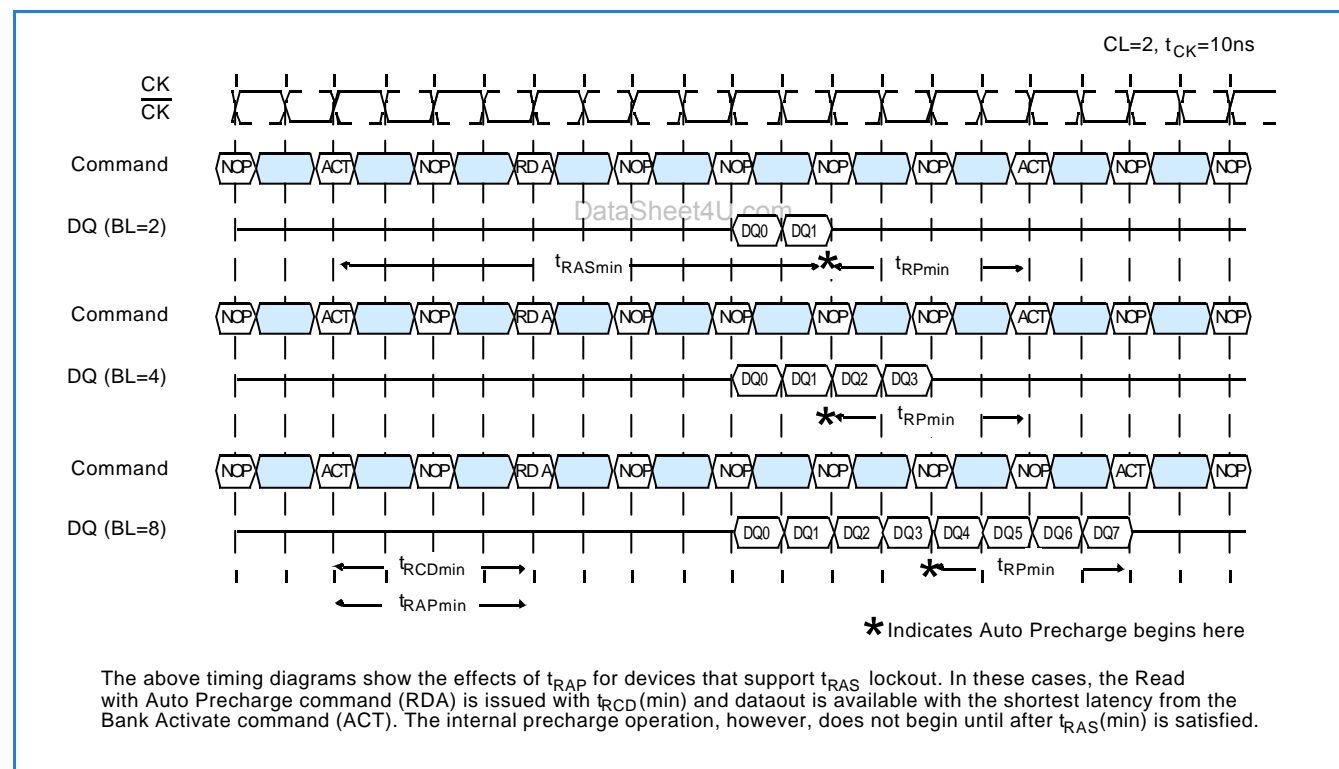 CL=2, tCK=10ns
CK
CK
Command
NOP ACT NOP RDA NOP NOP NOP NOP ACT NOP NOP
DataSheet4U.com
DQ (BL=2)
DQ0 DQ1
tRASmin * tRPmin
Command
NOP ACT NOP RDA NOP NOP NOP NOP ACT NOP NOP
DQ (BL=4)
DQ0 DQ1 DQ2 DQ3
* tRPmin
Command
NOP ACT NOP RDA NOP NOP NOP NOP NOP ACT NOP
DQ (BL=8)
DQ0 DQ1 DQ2 DQ3 DQ4 DQ5 DQ6 DQ7
tRCDmin * tRPmin
tRAPmin
* Indicates Auto Precharge begins here
The above timing diagrams show the effects of tRAP for devices that support tRAS lockout. In these cases, the Read
with Auto Precharge command (RDA) is issued with tRCD(min) and dataout is available with the shortest latency from the
Bank Activate command (ACT). The internal precharge operation, however, does not begin until after tRAS(min) is satisfied.